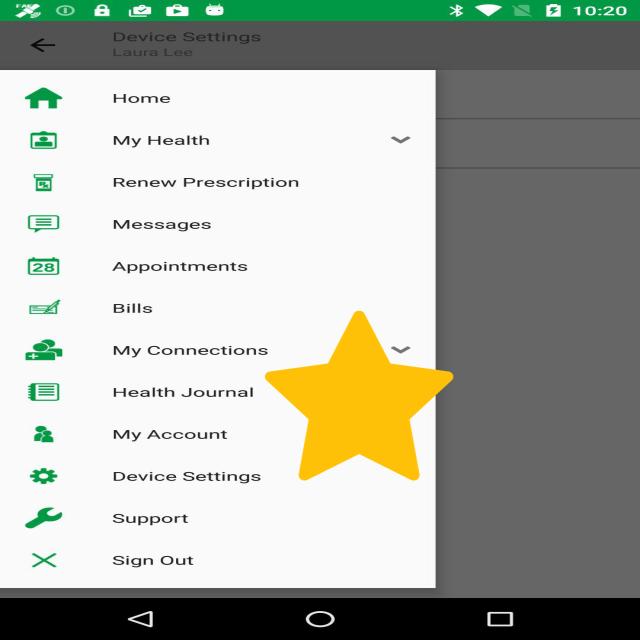 10:20
Device Settings
Laura Lee
Home
My Health
Renew Prescription
Messages
28
Appointments
Bills
My Connections
Health Journal
My Account
Device Settings
Support
Sign Out